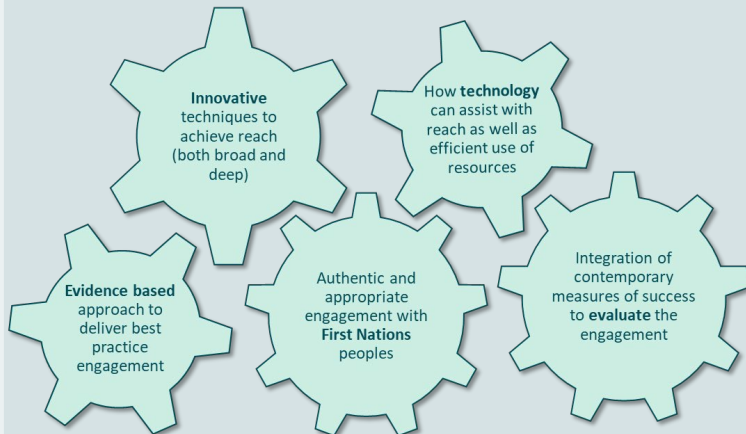 Innovative
techniques to
achieve reach
(both broad and
deep)
How technology
can assist with
reach as well as
efficient use of
resources
Evidence based
approach to
deliver best
practice
engagement
Authentic and
appropriate
engagement with
First Nations
peoples
Integration of
contemporary
measures of success
to evaluate the
engagement